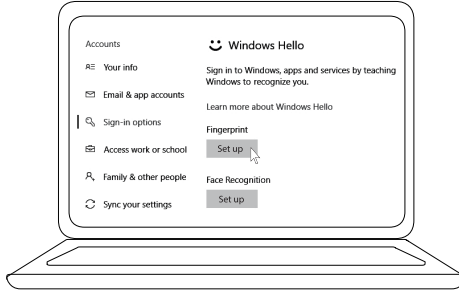 Accounts
Your info
Email & app accounts
Sign-in options
Access work or school
Family & other people
Sync your settings
Windows Hello
Sign in to Windows, apps and services by teaching
Windows to recognize you.
Learn more about Windows Hello
Fingerprint
Set up
Face Recognition
Set up